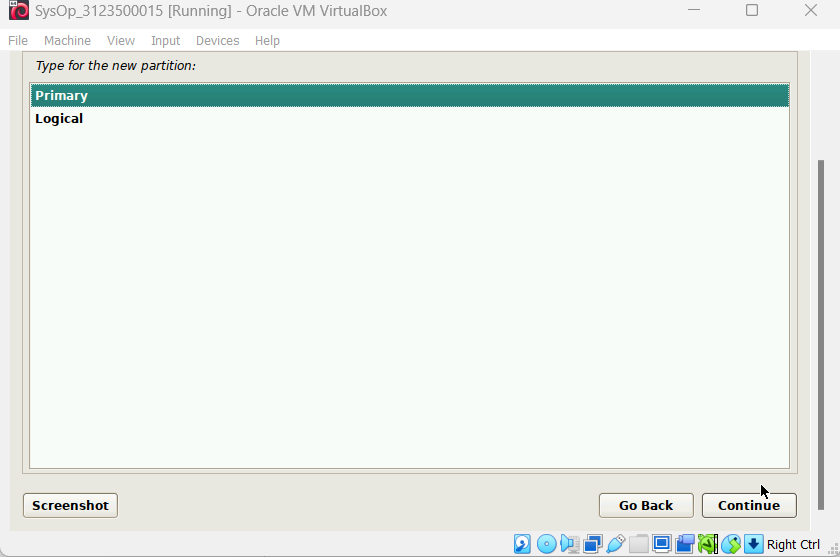 SysOp_3123500015 [Running] - Oracle VM VirtualBox
File Machine View Input Devices Help
Type for the new partition:
Primary
Logical
Screenshot Go Back Continue
Right Ctrl